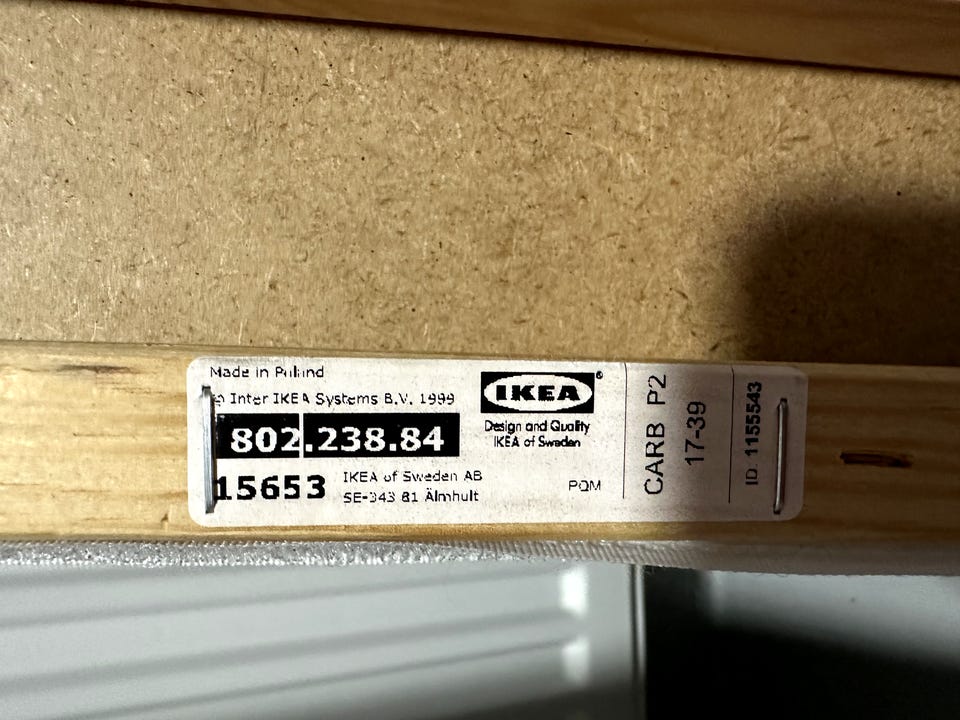 Made in Poland
© Inter IKEA Systems B.V. 1999
802.238.84
15653
IKEA of Sweden AB
SE-343 81 Älmhult
IKEA®
Design and Quality
IKEA of Sweden
PQM
CARB P2
17-39
ID. 1155543